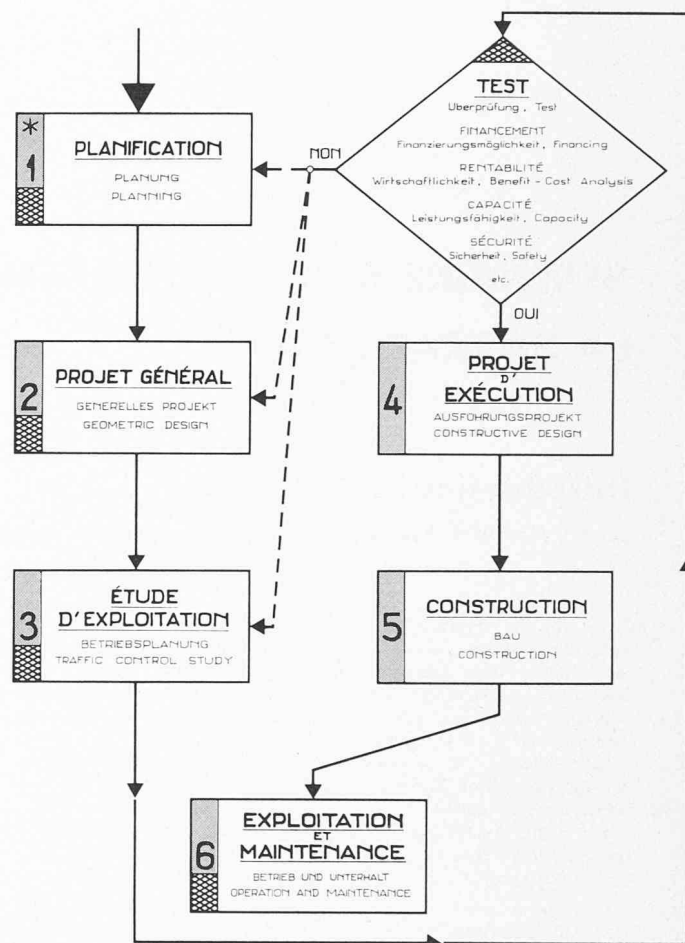 *
1
PLANIFICATION
PLANUNG
PLANNING
NON
TEST
Überprüfung, Test
FINANCEMENT
Finanzierungsmöglichkeit, Financing
RENTABILITÉ
Wirtschaftlichkeit, Benefit - Cost Analysis
CAPACITÉ
Leistungsfähigkeit, Capacity
SÉCURITÉ
Sicherheit, Safety
etc.
OUI
2
PROJET GÉNÉRAL
GENERELLES PROJEKT
GEOMETRIC DESIGN
4
PROJET
D'
EXÉCUTION
AUSFÜHRUNGSPROJEKT
CONSTRUCTIVE DESIGN
3
ÉTUDE
D'EXPLOITATION
BETRIEBSPLANUNG
TRAFFIC CONTROL STUDY
5
CONSTRUCTION
BAU
CONSTRUCTION
6
EXPLOITATION
ET
MAINTENANCE
BETRIEB UND UNTERHALT
OPERATION AND MAINTENANCE